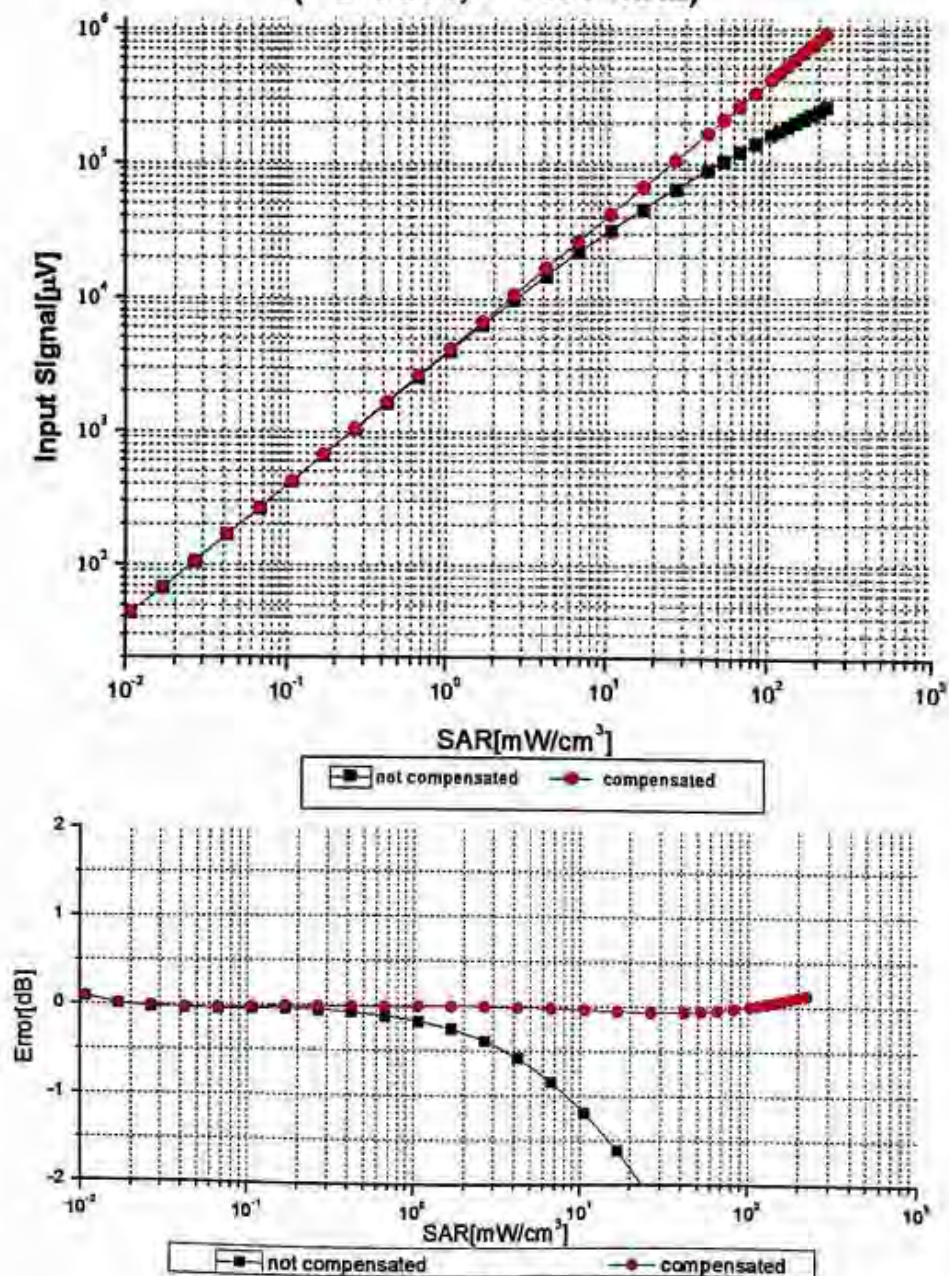 10⁶
10⁵
10⁴
10³
10²
Input Signal[µV]
10⁻² 10⁻¹ 10⁰ 10¹ 10² 10³
SAR[mW/cm³]
not compensated compensated
2
1
0
-1
-2
Error[dB]
10⁻² 10⁻¹ 10⁰ 10¹ 10² 10³
SAR[mW/cm³]
not compensated compensated